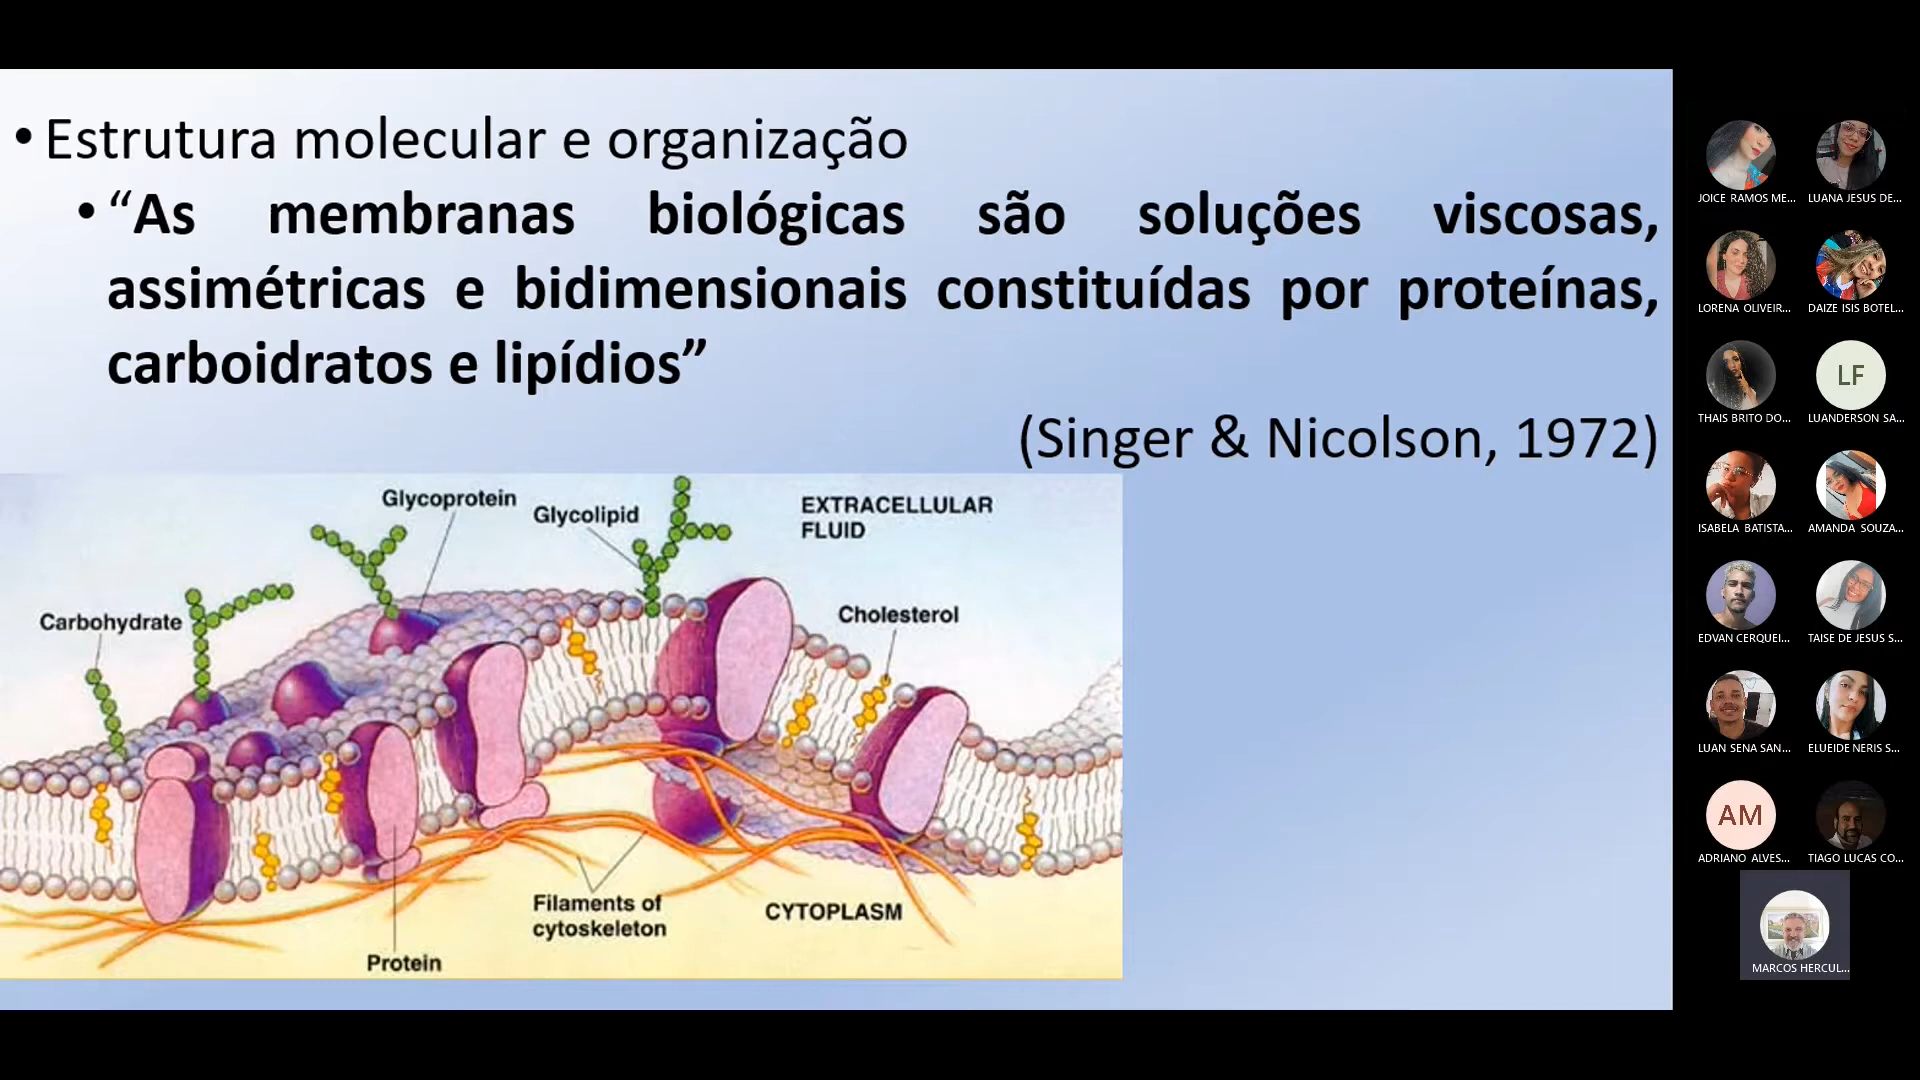 • Estrutura molecular e organização
• “As membranas biológicas são soluções viscosas,
assimétricas e bidimensionais constituídas por proteínas,
carboidratos e lipídios”
(Singer & Nicolson, 1972)
Glycoprotein
Glycolipid
EXTRACELLULAR
FLUID
Carbohydrate
Cholesterol
Filaments of
cytoskeleton
CYTOPLASM
Protein
JOICE RAMOS ME...
LUANA JESUS DE...
LORENA OLIVEIR...
DAIZE ISIS BOTEL...
THAIS BRITO DO...
LF
LUANDERSON SA...
ISABELA BATISTA...
AMANDA SOUZA...
EDVAN CERQUEI...
TAISE DE JESUS S...
LUAN SENA SAN...
ELUEIDE NERIS S...
AM
ADRIANO ALVES...
TIAGO LUCAS CO...
MARCOS HERCUL...